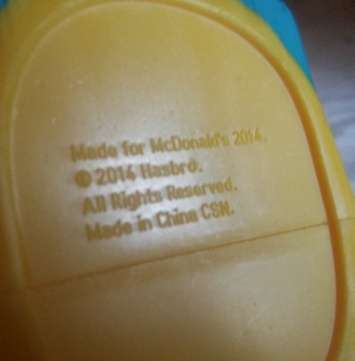 Made for McDonald's 2014.
© 2014 Hasbro.
All Rights Reserved.
Made in China CSN.